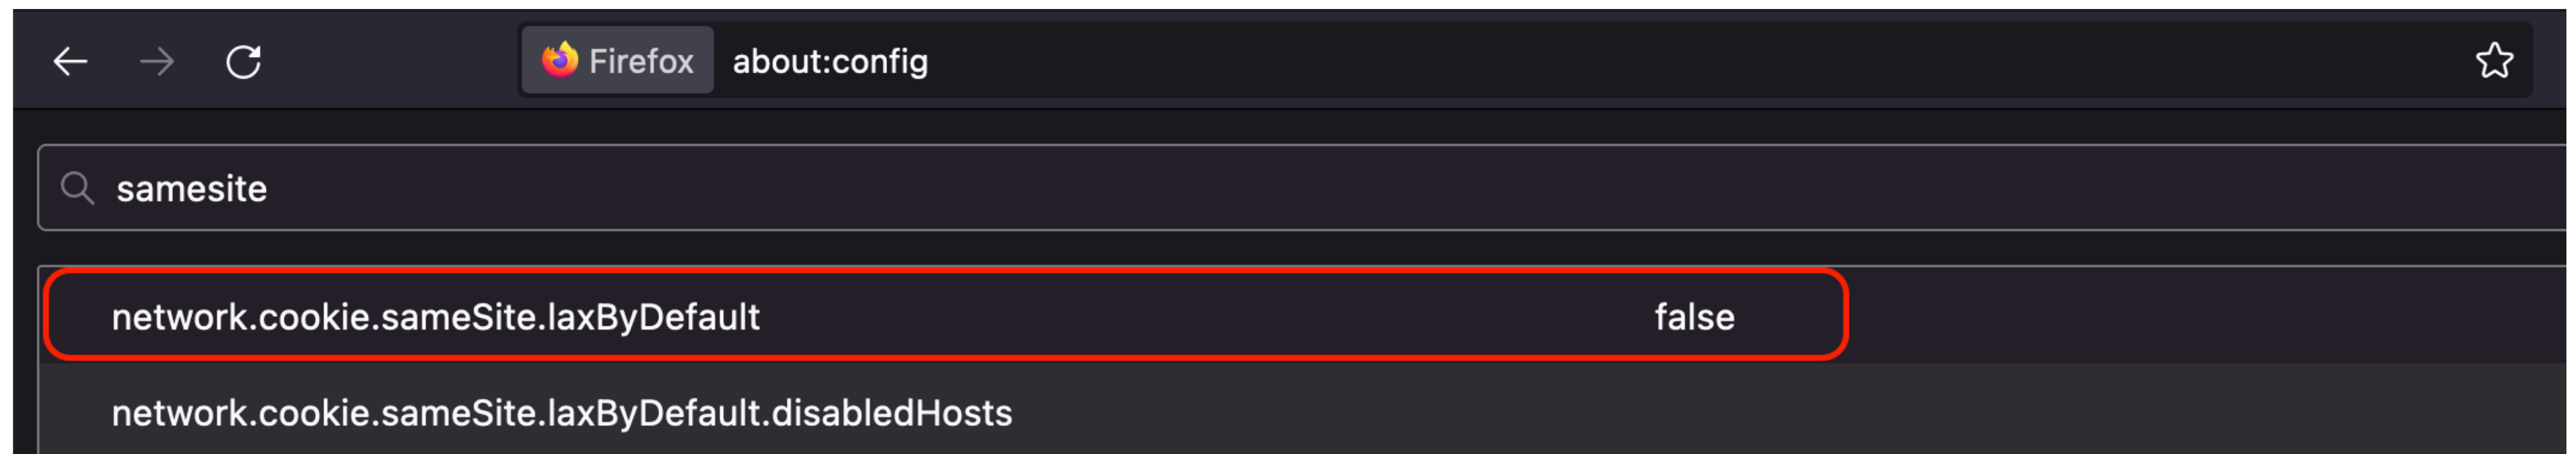 Firefox about:config
samesite
network.cookie.sameSite.laxByDefault false
network.cookie.sameSite.laxByDefault.disabledHosts